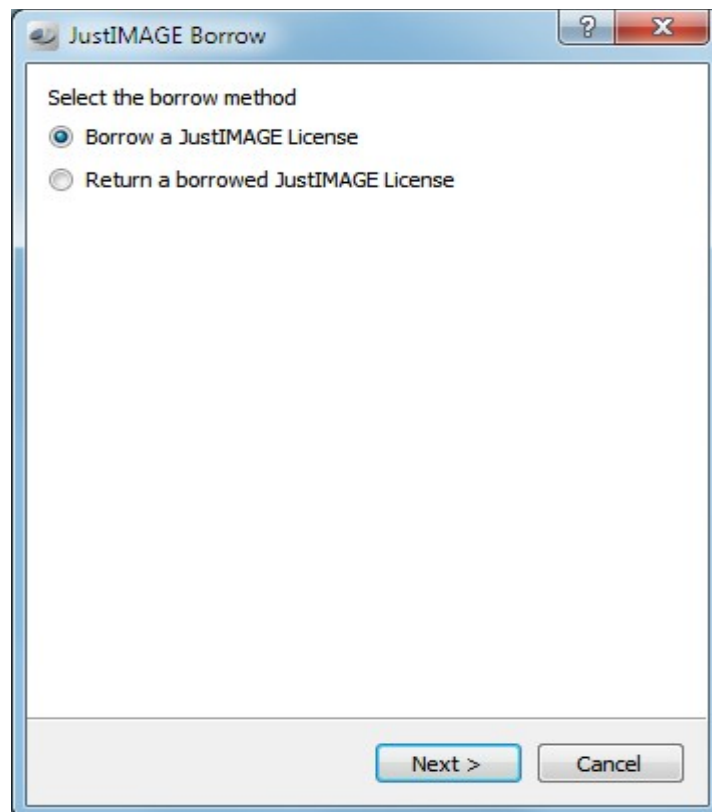 JustIMAGE Borrow
?
Select the borrow method
Borrow a JustIMAGE License
Return a borrowed JustIMAGE License
Next >
Cancel